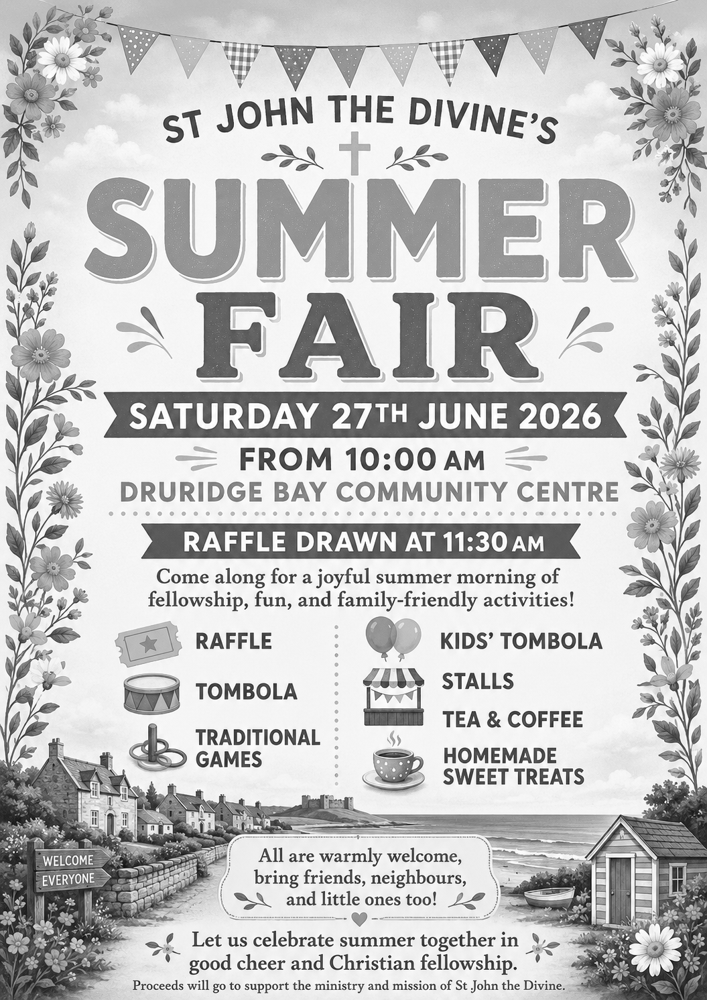 ST JOHN THE DIVINE'S
SUMMER
FAIR
SATURDAY 27TH JUNE 2026
FROM 10:00 AM
DRURIDGE BAY COMMUNITY CENTRE
RAFFLE DRAWN AT 11:30 AM
Come along for a joyful summer morning of
fellowship, fun, and family-friendly activities!
RAFFLE
TOMBOLA
TRADITIONAL
GAMES
KIDS' TOMBOLA
STALLS
TEA & COFFEE
HOMEMADE
SWEET TREATS
WELCOME
EVERYONE
All are warmly welcome,
bring friends, neighbours,
and little ones too!
Let us celebrate summer together in
good cheer and Christian fellowship.
Proceeds will go to support the ministry and mission of St John the Divine.